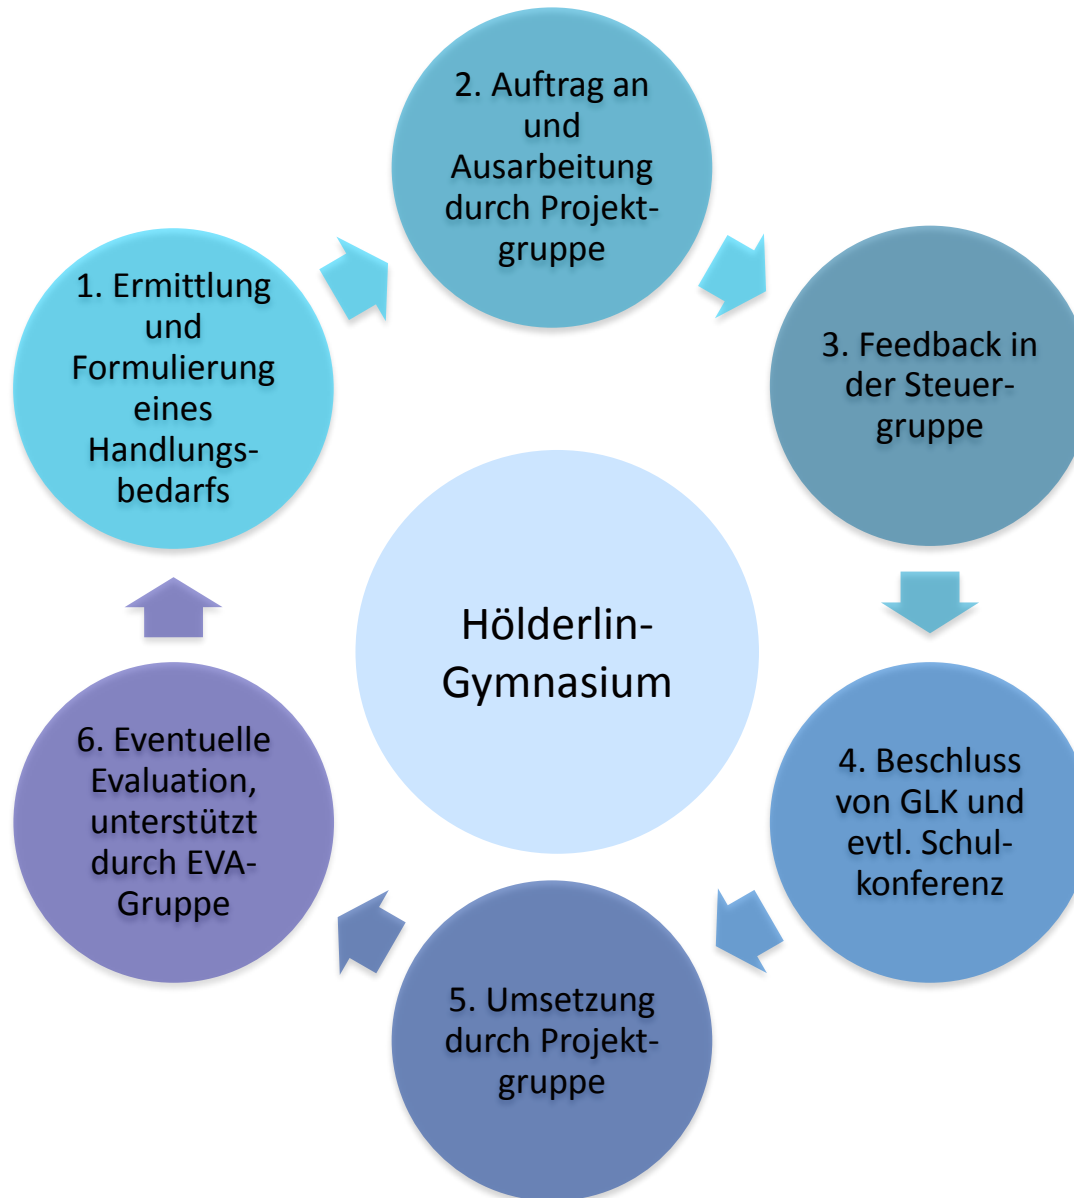 1. Ermittlung
und
Formulierung
eines
Handlungs-
bedarfs
2. Auftrag an
und
Ausarbeitung
durch Projekt-
gruppe
3. Feedback in
der Steuer-
gruppe
4. Beschluss
von GLK und
evtl. Schul-
konferenz
5. Umsetzung
durch Projekt-
gruppe
6. Eventuelle
Evaluation,
unterstützt
durch EVA-
Gruppe
Hölderlin-
Gymnasium